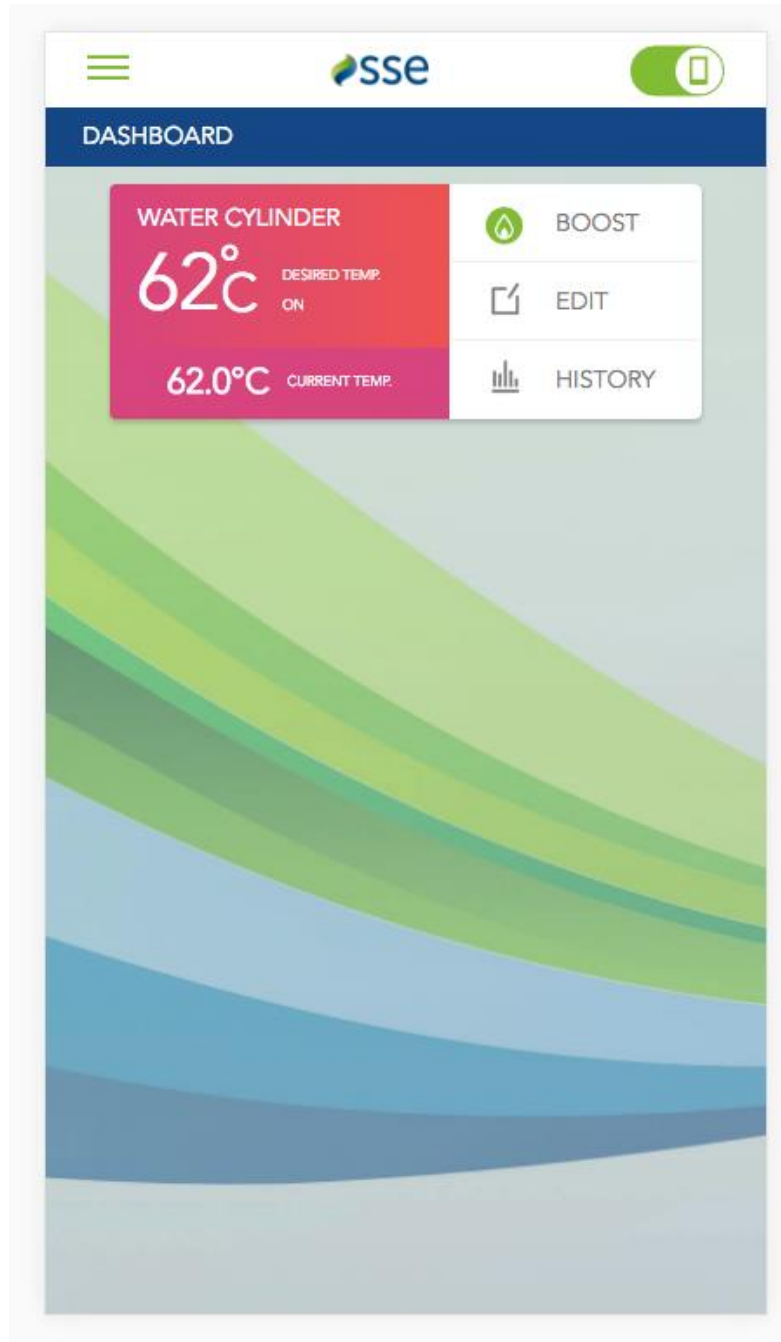 sse
DASHBOARD
WATER CYLINDER
62°C
DESIRED TEMP.
ON
62.0°C CURRENT TEMP.
BOOST
EDIT
HISTORY